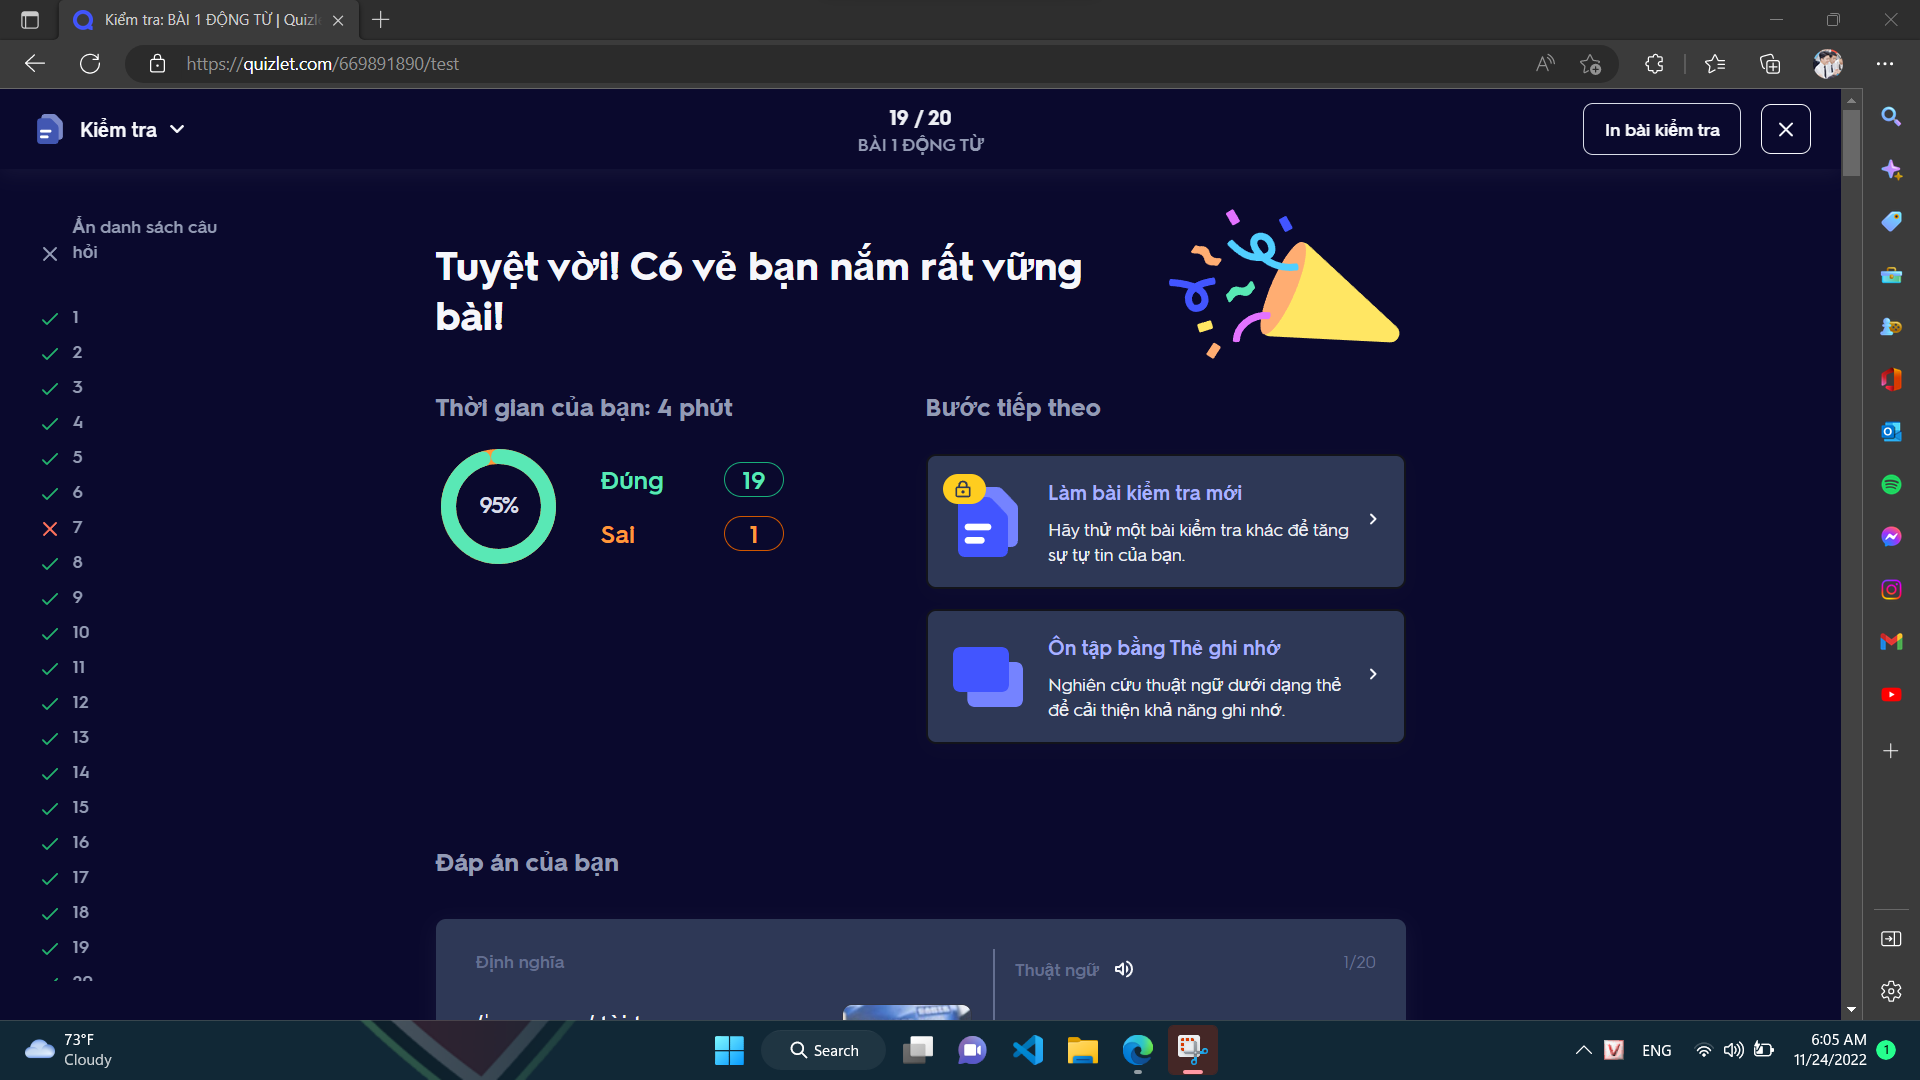 Kiểm tra: BÀI 1 ĐỘNG TỪ | Quizle
https://quizlet.com/669891890/test
Kiểm tra
19 / 20
BÀI 1 ĐỘNG TỪ
In bài kiểm tra
Ẩn danh sách câu
hỏi
1
2
3
4
5
6
7
8
9
10
11
12
13
14
15
16
17
18
19
20
Tuyệt vời! Có vẻ bạn nắm rất vững
bài!
Thời gian của bạn: 4 phút
95%
Đúng
19
Sai
1
Bước tiếp theo
Làm bài kiểm tra mới
Hãy thử một bài kiểm tra khác để tăng
sự tự tin của bạn.
Ôn tập bằng Thẻ ghi nhớ
Nghiên cứu thuật ngữ dưới dạng thẻ
để cải thiện khả năng ghi nhớ.
Đáp án của bạn
Định nghĩa
Thuật ngữ
1/20
73°F
Cloudy
Search
ENG
6:05 AM
11/24/2022
1